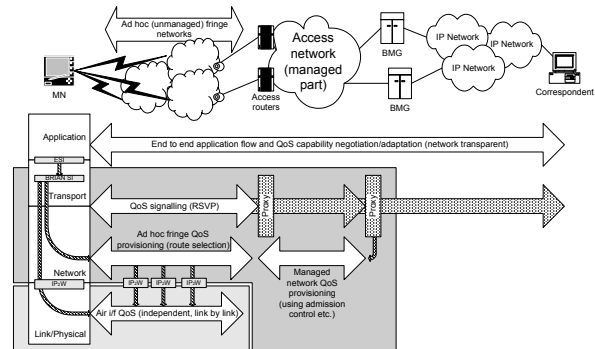 Ad hoc (unmanaged) fringe
networks
Access
network
(managed
part)
BMG
IP Network
IP Network
IP Network
MN
Access
routers
BMG
Correspondent
Application
End to end application flow and QoS capability negotiation/adaptation (network transparent)
ESI
BRIAN SI
Transport
QoS signalling (RSVP)
Proxy
Proxy
Ad hoc fringe QoS
provisioning (route selection)
Network
IP2W
IP2W
IP2W
IP2W
Managed
network QoS
provisioning
(using admission
control etc.)
Air i/f QoS (independent, link by link)
Link/Physical